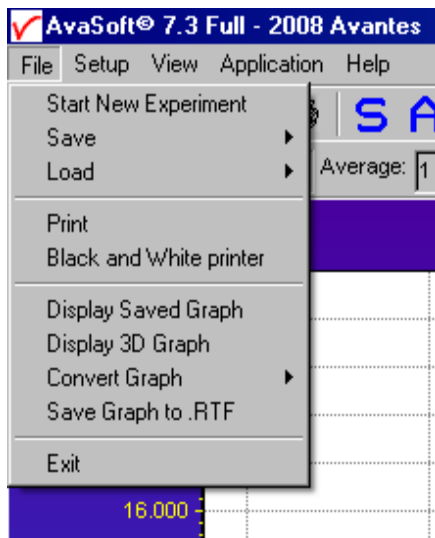 AvaSoft® 7.3 Full - 2008 Avantes
File Setup View Application Help
Start New Experiment
Save
Load
Print
Black and White printer
Display Saved Graph
Display 3D Graph
Convert Graph
Save Graph to .RTF
Exit
S A
Average: 1
16.000